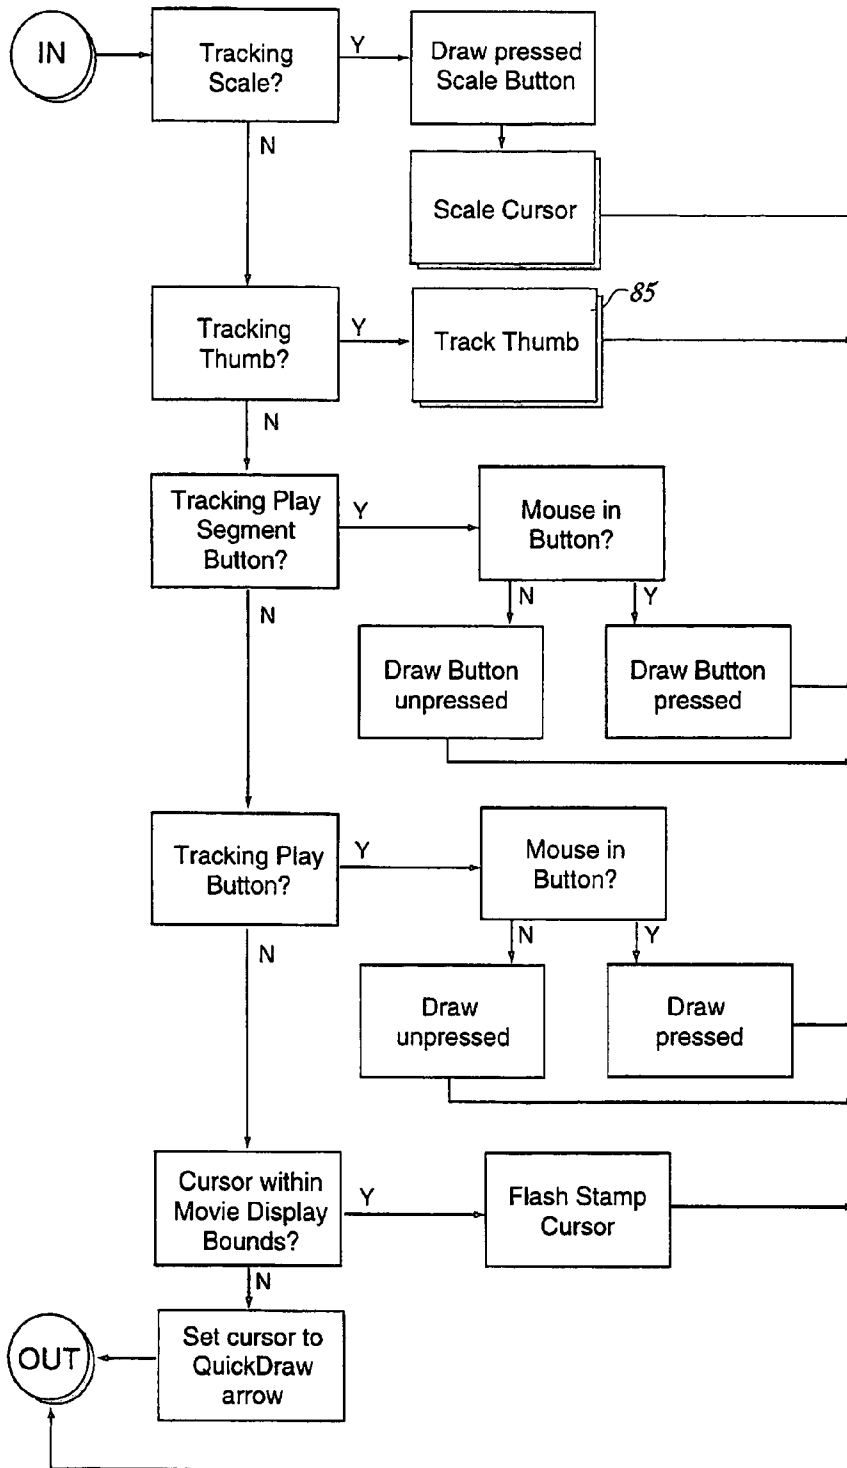 IN
Tracking
Scale?
Y
Draw pressed
Scale Button
N
Scale Cursor
Tracking
Thumb?
Y
Track Thumb
85
N
Tracking Play
Segment
Button?
Y
Mouse in
Button?
N
N
Y
Draw Button
unpressed
Draw Button
pressed
Tracking Play
Button?
Y
Mouse in
Button?
N
N
Y
Draw
unpressed
Draw
pressed
Cursor within
Movie Display
Bounds?
Y
Flash Stamp
Cursor
N
Set cursor to
QuickDraw
arrow
OUT